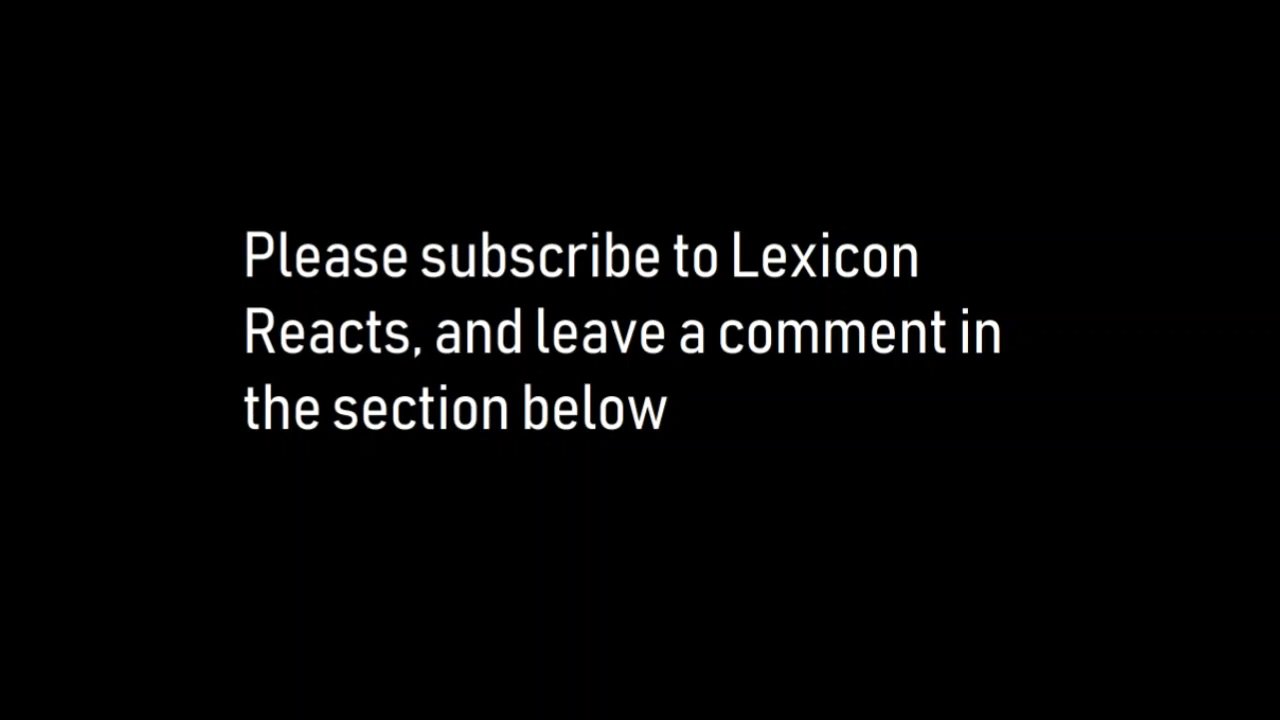 Please subscribe to Lexicon
Reacts, and leave a comment in
the section below